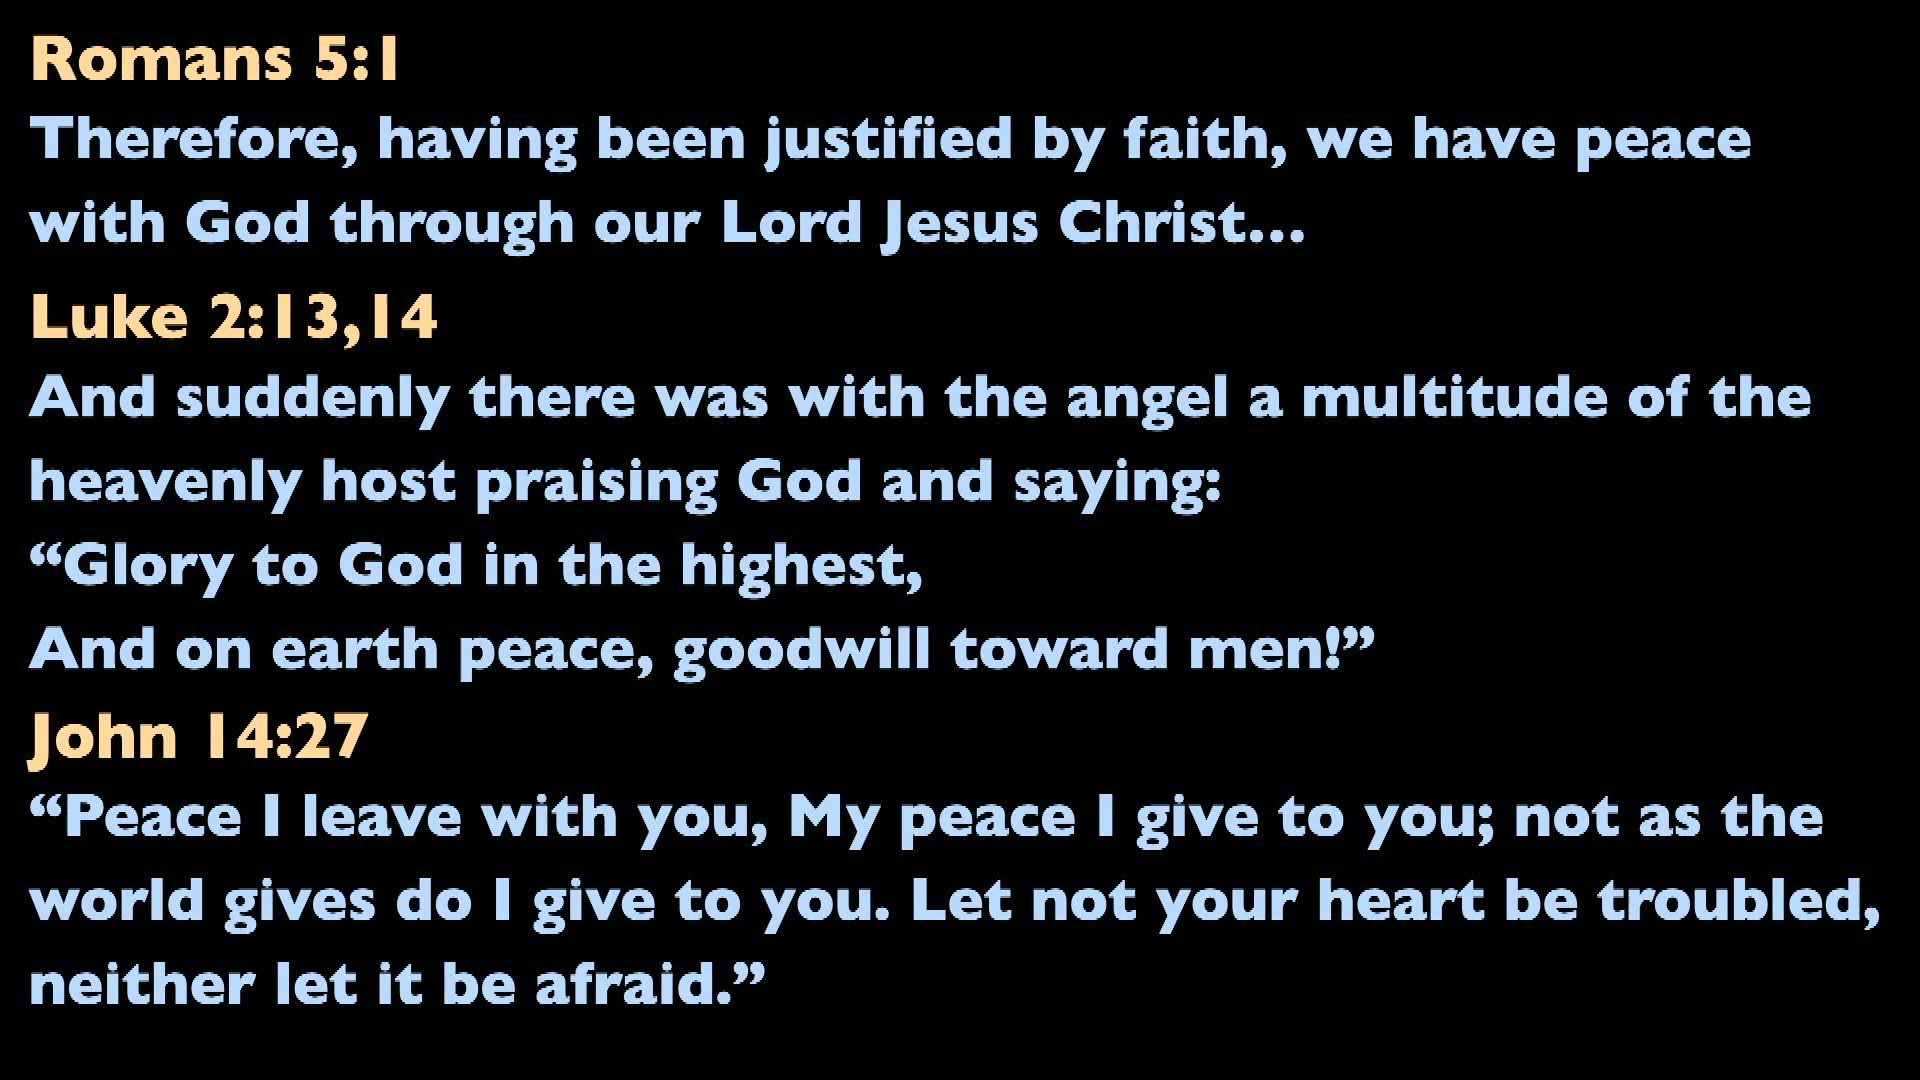 Romans 5:1
Therefore, having been justified by faith, we have peace
with God through our Lord Jesus Christ...
Luke 2:13,14
And suddenly there was with the angel a multitude of the
heavenly host praising God and saying:
“Glory to God in the highest,
And on earth peace, goodwill toward men!”
John 14:27
“Peace I leave with you, My peace I give to you; not as the
world gives do I give to you. Let not your heart be troubled,
neither let it be afraid.”